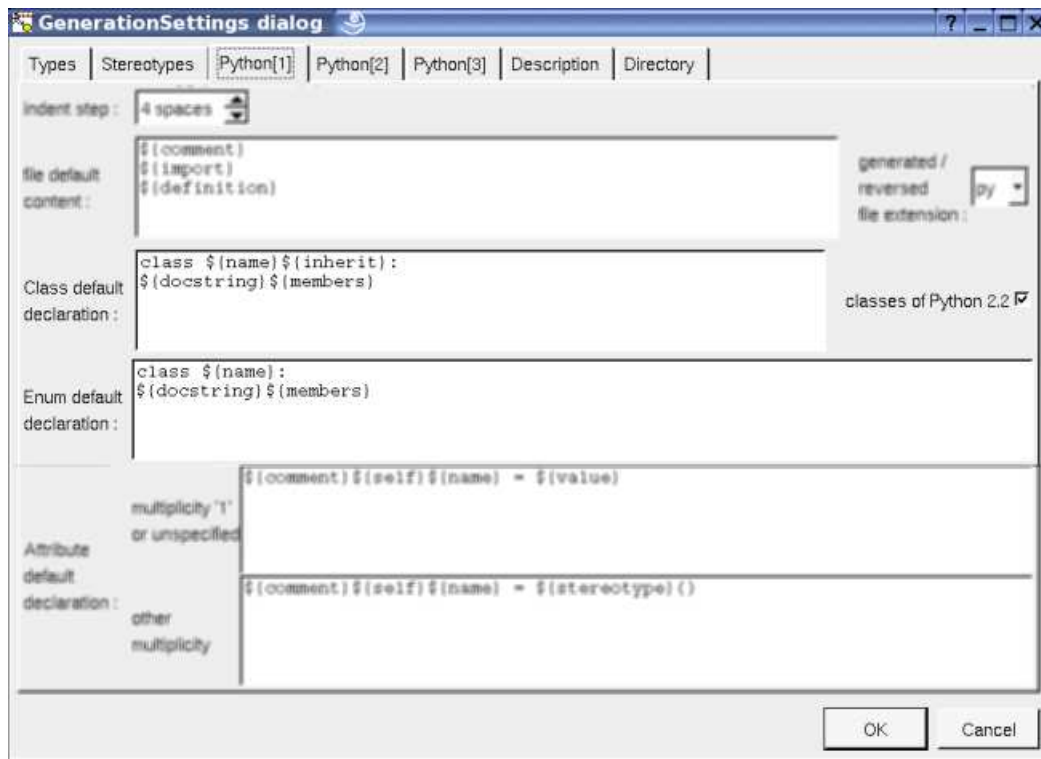 GenerationSettings dialog
Types Stereotypes Python[1] Python[2] Python[3] Description Directory
indent step : 4 spaces
file default
content :
${comment}
${import}
${definition}
generated /
reversed
file extension :
py
Class default
declaration :
class ${name}${inherit}:
${docstring}${members}
classes of Python 2.2
Enum default
declaration :
class ${name}:
${docstring}${members}
Attribute
default
declaration :
multiplicity '1'
or unspecified
${comment}${self}${name} = ${value}
other
multiplicity
${comment}${self}${name} = ${stereotype}()
OK Cancel